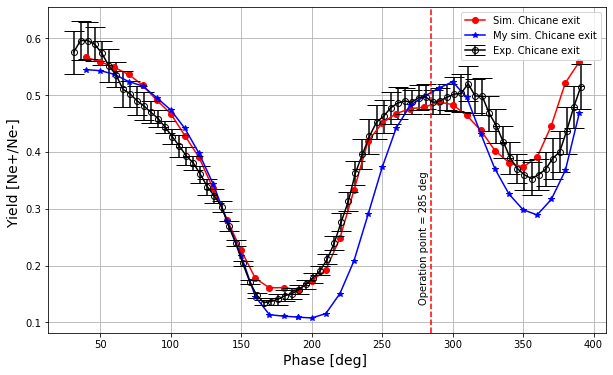 Sim. Chicane exit
My sim. Chicane exit
Exp. Chicane exit
Yield [Ne+/Ne-]
0.6
0.5
0.4
0.3
0.2
0.1
Operation point = 285 deg
50 100 150 200 250 300 350 400
Phase [deg]